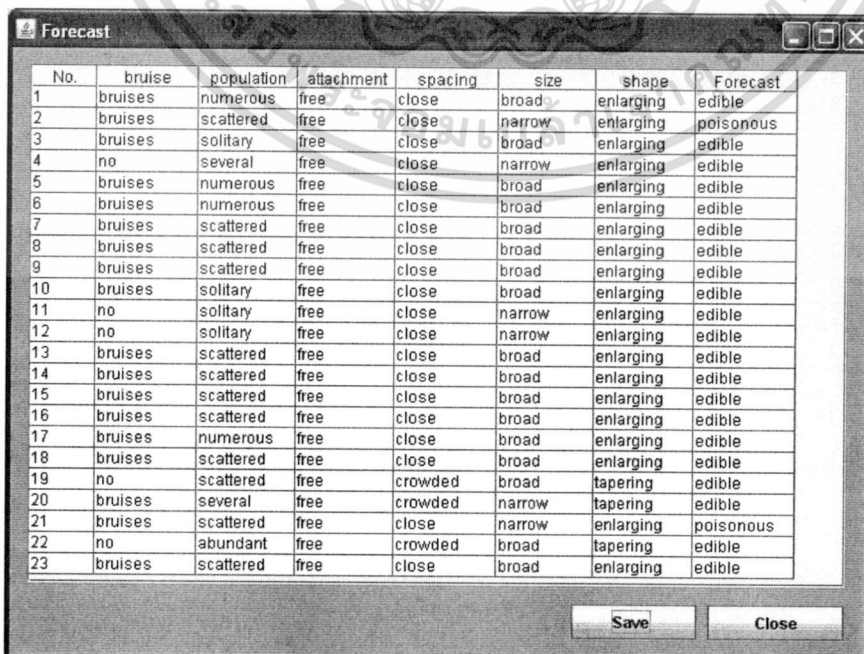 Forecast
No. bruise population attachment spacing size shape Forecast
1 bruises numerous free close broad enlarging edible
2 bruises scattered free close narrow enlarging poisonous
3 bruises solitary free close broad enlarging edible
4 no several free close narrow enlarging edible
5 bruises numerous free close broad enlarging edible
6 bruises numerous free close broad enlarging edible
7 bruises scattered free close broad enlarging edible
8 bruises scattered free close broad enlarging edible
9 bruises scattered free close broad enlarging edible
10 bruises solitary free close broad enlarging edible
11 no solitary free close narrow enlarging edible
12 no solitary free close narrow enlarging edible
13 bruises scattered free close broad enlarging edible
14 bruises scattered free close broad enlarging edible
15 bruises scattered free close broad enlarging edible
16 bruises scattered free close broad enlarging edible
17 bruises numerous free close broad enlarging edible
18 bruises scattered free close broad enlarging edible
19 no scattered free crowded broad tapering edible
20 bruises several free crowded narrow tapering edible
21 bruises scattered free close narrow enlarging poisonous
22 no abundant free crowded broad tapering edible
23 bruises scattered free close broad enlarging edible
Save Close